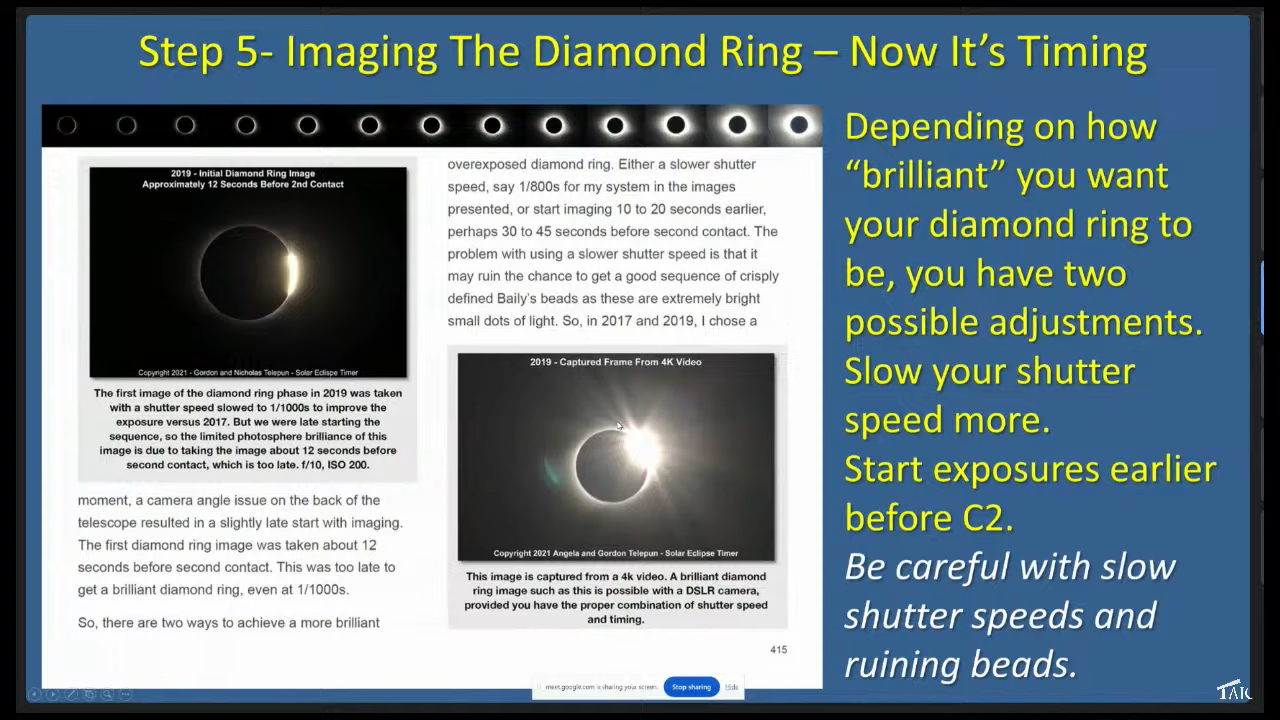 Step 5- Imaging The Diamond Ring – Now It’s Timing
2019 - Initial Diamond Ring Image
Approximately 12 Seconds Before 2nd Contact
Copyright 2021 - Gordon and Nicholas Telepun - Solar Eclispe Timer
The first image of the diamond ring phase in 2019 was taken
with a shutter speed slowed to 1/1000s to improve the
exposure versus 2017. But we were late starting the
sequence, so the limited photosphere brilliance of this
image is due to taking the image about 12 seconds before
second contact, which is too late. f/10, ISO 200.
moment, a camera angle issue on the back of the
telescope resulted in a slightly late start with imaging.
The first diamond ring image was taken about 12
seconds before second contact. This was too late to
get a brilliant diamond ring, even at 1/1000s.
So, there are two ways to achieve a more brilliant
overexposed diamond ring. Either a slower shutter
speed, say 1/800s for my system in the images
presented, or start imaging 10 to 20 seconds earlier,
perhaps 30 to 45 seconds before second contact. The
problem with using a slower shutter speed is that it
may ruin the chance to get a good sequence of crisply
defined Baily’s beads as these are extremely bright
small dots of light. So, in 2017 and 2019, I chose a
2019 - Captured Frame From 4K Video
Copyright 2021 Angela and Gordon Telepun - Solar Eclipse Timer
This image is captured from a 4k video. A brilliant diamond
ring image such as this is possible with a DSLR camera,
provided you have the proper combination of shutter speed
and timing.
415
Depending on how
“brilliant” you want
your diamond ring to
be, you have two
possible adjustments.
Slow your shutter
speed more.
Start exposures earlier
before C2.
Be careful with slow
shutter speeds and
ruining beads.
meet.google.com is sharing your screen.
Stop sharing
Hide